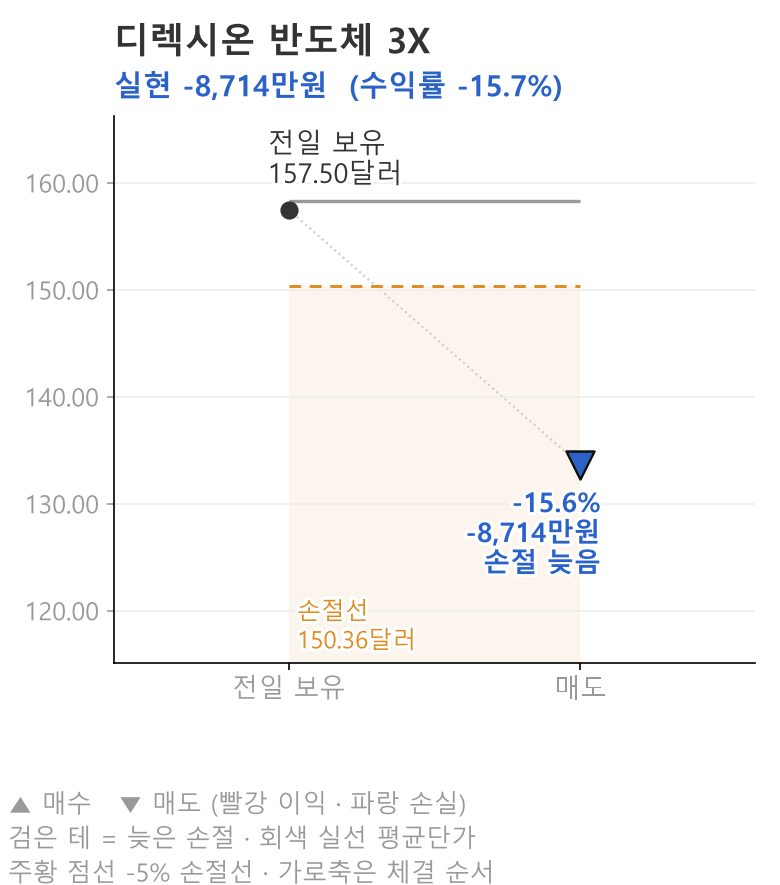 디렉시온 반도체 3X
실현 -8,714만원 (수익률 -15.7%)
전일 보유
157.50달러
160.00
150.00
140.00
130.00
120.00
-15.6%
-8,714만원
손절 늦음
손절선
150.36달러
전일 보유
매도
▲ 매수 ▼ 매도 (빨강 이익 · 파랑 손실)
검은 테 = 늦은 손절 · 회색 실선 평균단가
주황 점선 -5% 손절선 · 가로축은 체결 순서